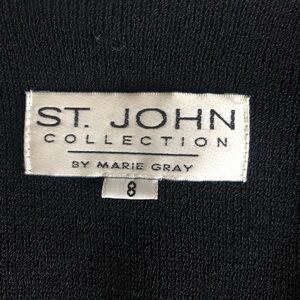 ST. JOHN
COLLECTION
BY MARIE GRAY
8